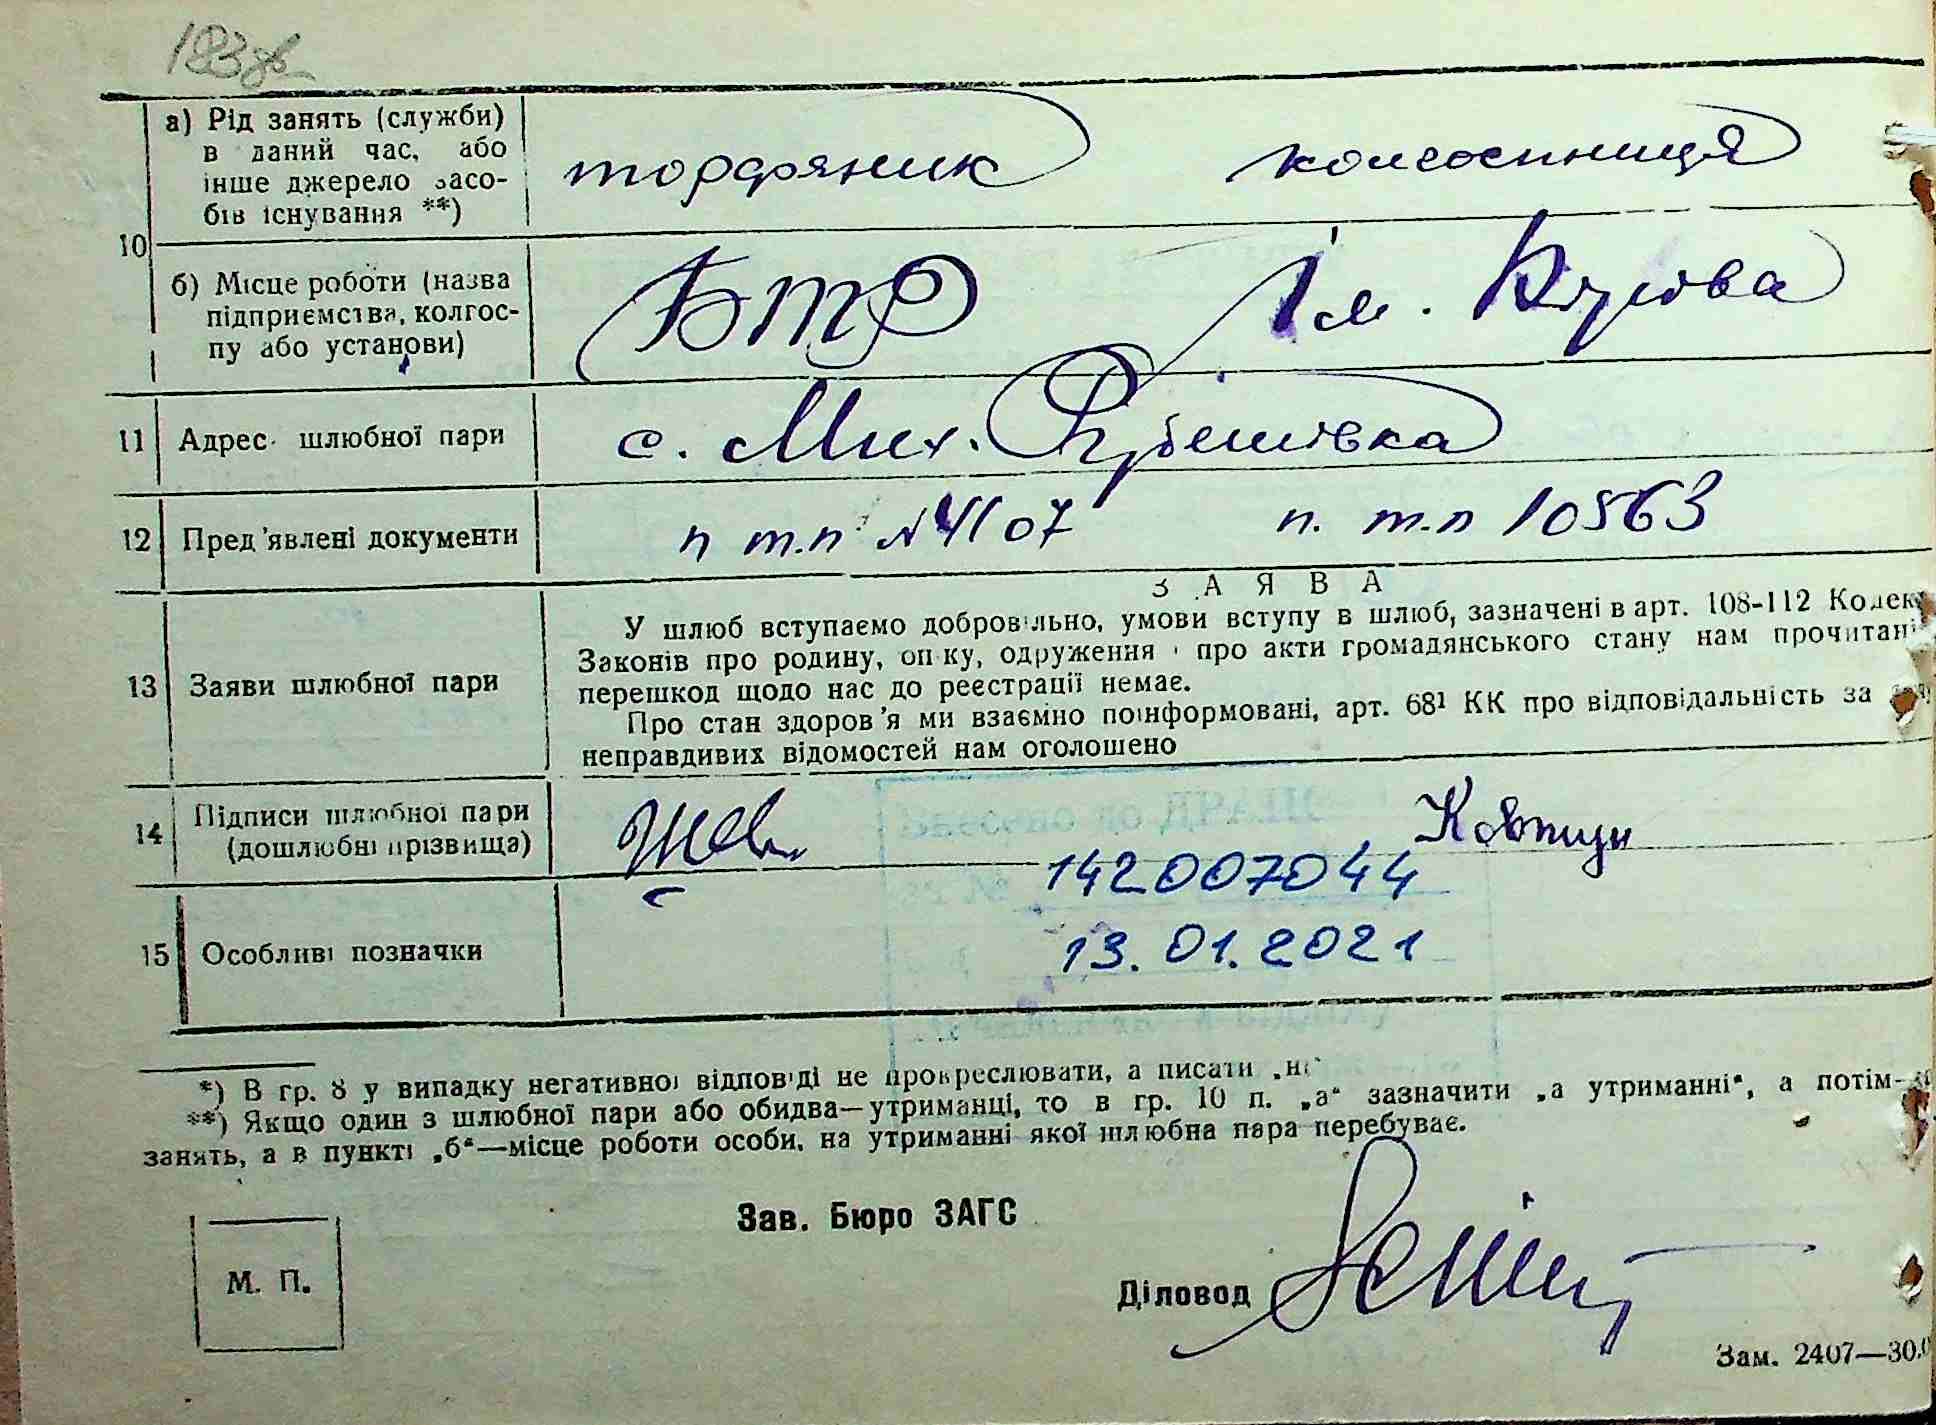 а) Рід занять (служби)
в даний час, або
інше джерело засо-
бів існування **)
торфяник колгоспниця
10
б) Місце роботи (назва
підприємства, колгос-
пу або установи)
БТР Ім. Кірова
11 Адрес шлюбної пари
с. Мих. Рубешівка
12 Пред'явлені документи
п т.п №4107 п. т.п 10563
ЗАЯВА
13 Заяви шлюбної пари
У шлюб вступаємо добровільно, умови вступу в шлюб, зазначені в арт. 108-112 Кодек
Законів про родину, опіку, одруження і про акти громадянського стану нам прочитані
перешкод щодо нас до реєстрації немає.
Про стан здоров'я ми взаємно поінформовані, арт. 68¹ КК про відповідальність за
неправдивих відомостей нам оголошено
14 Підписи шлюбної пари
(дошлюбні прізвища)
142007044
15 Особливі позначки
13.01.2021
*) В гр. 8 у випадку негативної відповіді не прокреслювати, а писати „ні
**) Якщо один з шлюбної пари або обидва—утриманці, то в гр. 10 п. „а“ зазначити „а утриманні“, а потім
занять, а в пункті „б“—місце роботи особи, на утриманні якої шлюбна пара перебуває.
Зав. Бюро ЗАГС
М. П.
Діловод
Зам. 2407—30.